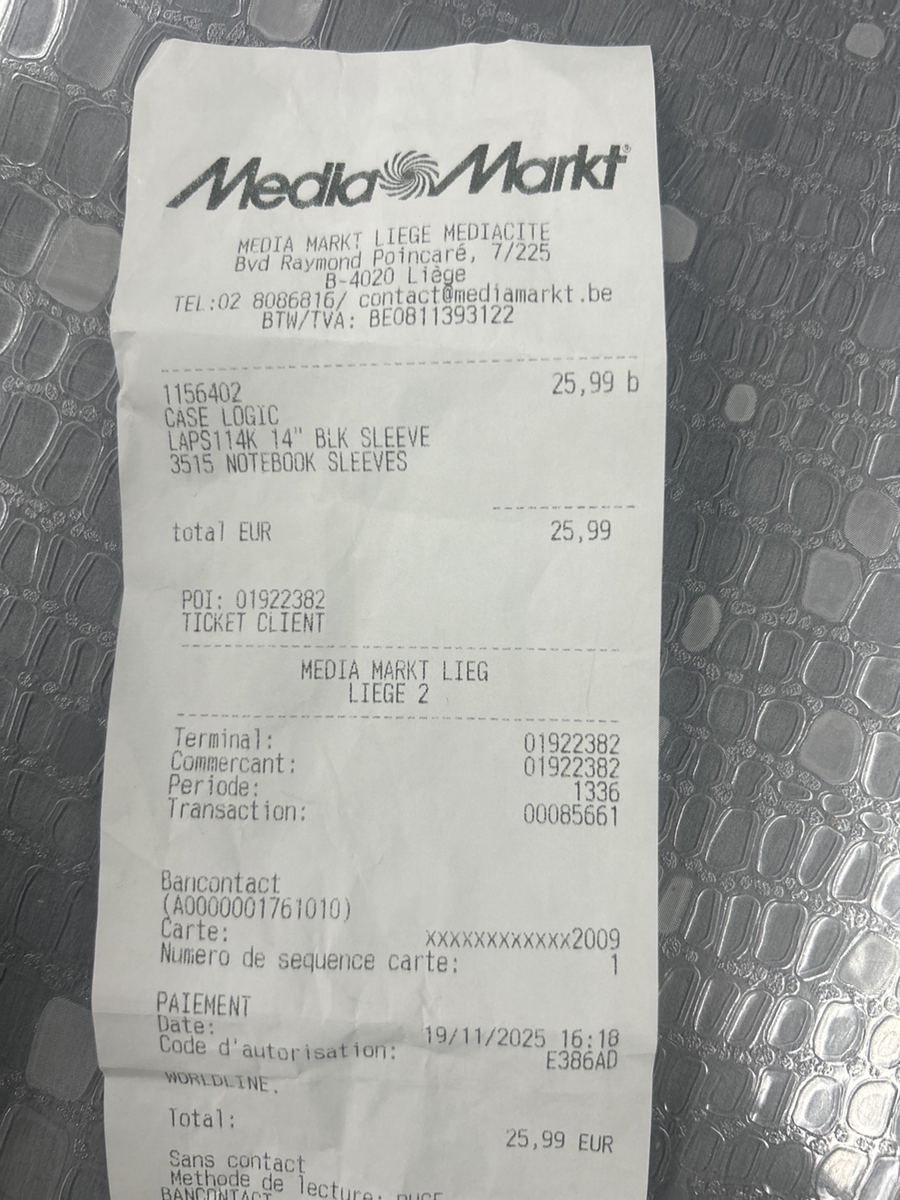 Media Markt®
MEDIA MARKT LIEGE MEDIACITE
Bvd Raymond Poincaré, 7/225
B-4020 Liège
TEL:02 8086816/ contact@mediamarkt.be
BTW/TVA: BE0811393122
1156402 25,99 b
CASE LOGIC
LAPS114K 14" BLK SLEEVE
3515 NOTEBOOK SLEEVES
total EUR 25,99
POI: 01922382
TICKET CLIENT
MEDIA MARKT LIEG
LIEGE 2
Terminal: 01922382
Commercant: 01922382
Periode: 1336
Transaction: 00085661
Bancontact
(A0000001761010)
Carte: xxxxxxxxxxxx2009
Numero de sequence carte: 1
PAIEMENT
Date: 19/11/2025 16:18
Code d'autorisation: E386AD
WORLDLINE.
Total: 25,99 EUR
Sans contact
Methode de lecture: PUCE
BANCONTACT